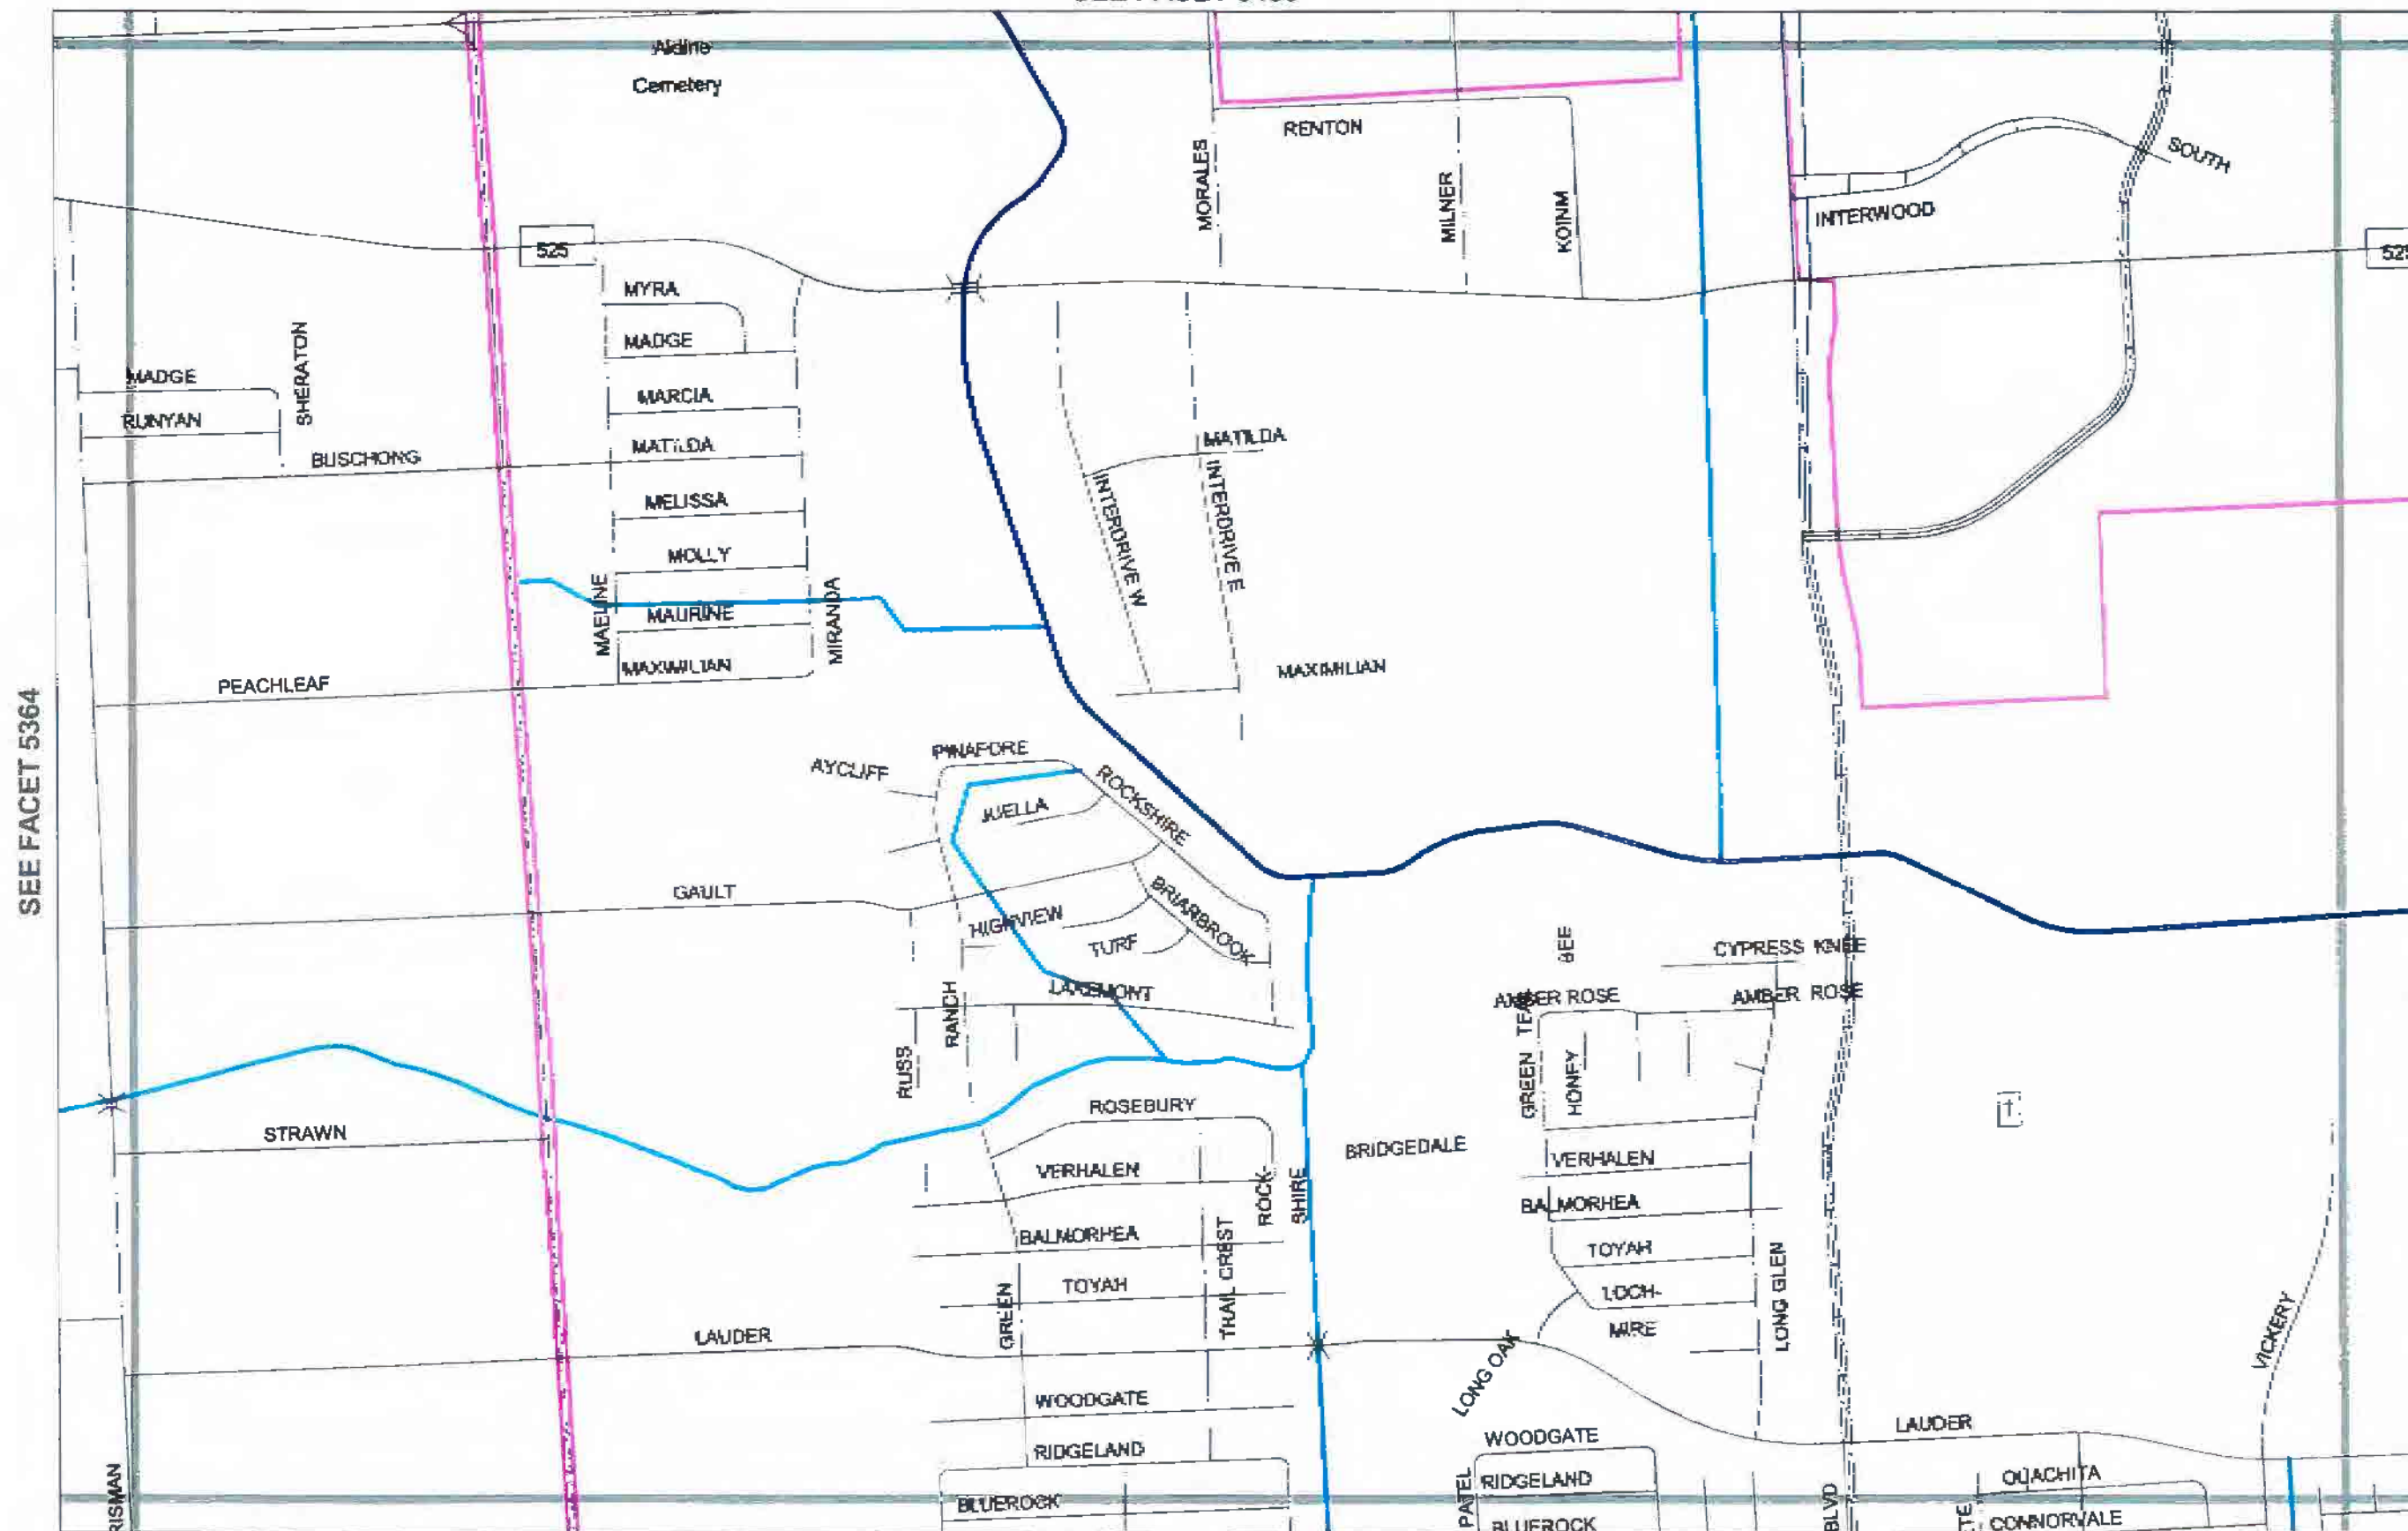 Aldine
Cemetery
RENTON
MORALES
MILNER
KOINM
SOUTH
INTERWOOD
525
MYRA
MADGE
SHERATON
MADGE
MARCIA
RUNYAN
MATILDA
MATILDA
BUSCHONG
MELISSA
INTERDRIVE W
INTERDRIVE E
MOLLY
MAELINE
MAURINE
MIRANDA
MAXIMILIAN
MAXIMILIAN
PEACHLEAF
SEE FACET 5364
PINAFORE
AYCLIFF
ROCKSHIRE
JUELLA
GAULT
BRIARBROOK
HIGHVIEW
TURF
BEE
CYPRESS KNEE
LAKEMONT
AMBER ROSE
AMBER ROSE
RANCH
GREEN TEA
RUSS
HONEY
ROSEBURY
STRAWN
BRIDGEDALE
VERHALEN
VERHALEN
ROCK-
SHIRE
BALMORHEA
BALMORHEA
TOYAH
TOYAH
TRAIL CREST
GREEN
LOCH-
MIRE
LONG GLEN
LAUDER
VICKERY
LONG OAK
WOODGATE
LAUDER
WOODGATE
RIDGELAND
RIDGELAND
OUACHITA
PATEL
BLUEROCK
BLUEROCK
BLVD
CONNORVALE